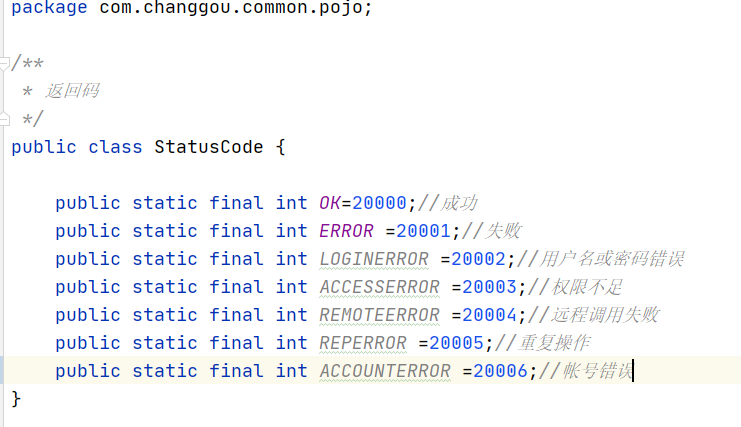 package com.changgou.common.pojo;
/**
 * 返回码
 */
public class StatusCode {
    public static final int OK=20000;//成功
    public static final int ERROR =20001;//失败
    public static final int LOGINERROR =20002;//用户名或密码错误
    public static final int ACCESSERROR =20003;//权限不足
    public static final int REMOTEERROR =20004;//远程调用失败
    public static final int REPERROR =20005;//重复操作
    public static final int ACCOUNTERROR =20006;//帐号错误
}